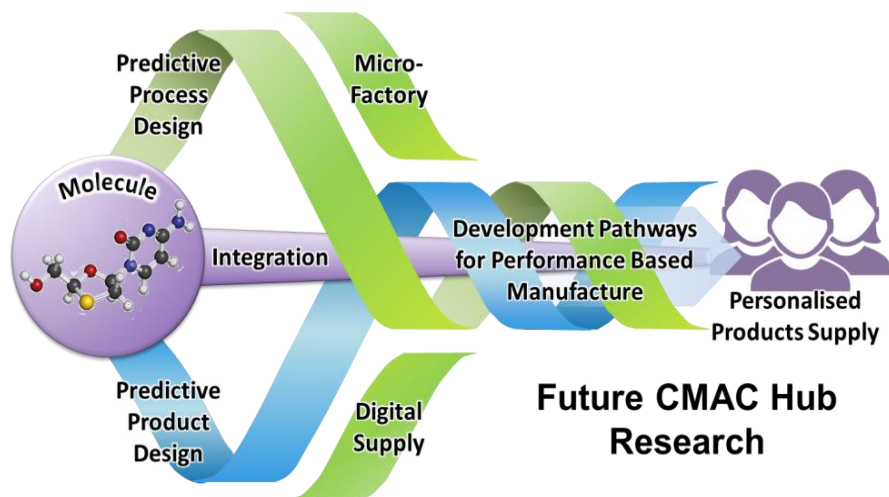 Predictive
Process
Design
Micro-
Factory
Molecule
Integration
Development Pathways
for Performance Based
Manufacture
Personalised
Products Supply
Predictive
Product
Design
Digital
Supply
Future CMAC Hub
Research